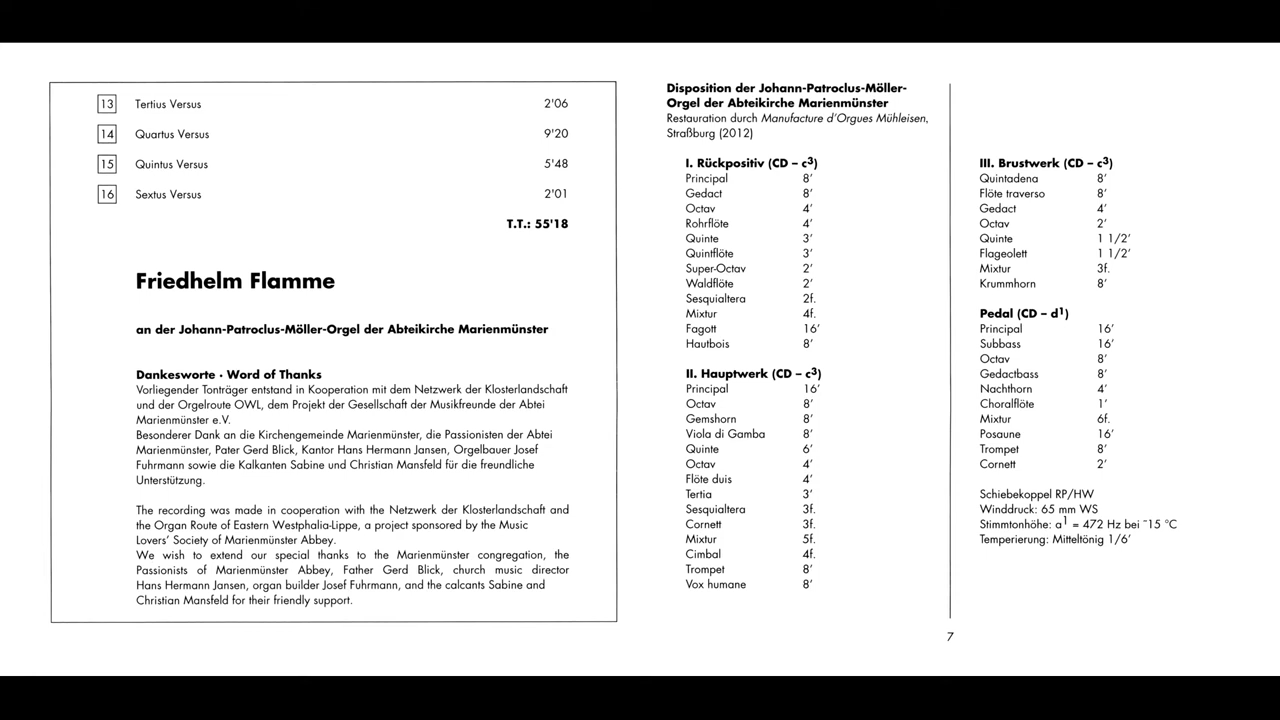 13 Tertius Versus 2'06
14 Quartus Versus 9'20
15 Quintus Versus 5'48
16 Sextus Versus 2'01
T.T.: 55'18
Friedhelm Flamme
an der Johann-Patroclus-Möller-Orgel der Abteikirche Marienmünster
Dankesworte · Word of Thanks
Vorliegender Tonträger entstand in Kooperation mit dem Netzwerk der Klosterlandschaft
und der Orgelroute OWL, dem Projekt der Gesellschaft der Musikfreunde der Abtei
Marienmünster e.V.
Besonderer Dank an die Kirchengemeinde Marienmünster, die Passionisten der Abtei
Marienmünster, Pater Gerd Blick, Kantor Hans Hermann Jansen, Orgelbauer Josef
Fuhrmann sowie die Kalkanten Sabine und Christian Mansfeld für die freundliche
Unterstützung.
The recording was made in cooperation with the Netzwerk der Klosterlandschaft and
the Organ Route of Eastern Westphalia-Lippe, a project sponsored by the Music
Lovers' Society of Marienmünster Abbey.
We wish to extend our special thanks to the Marienmünster congregation, the
Passionists of Marienmünster Abbey, Father Gerd Blick, church music director
Hans Hermann Jansen, organ builder Josef Fuhrmann, and the calcants Sabine and
Christian Mansfeld for their friendly support.
Disposition der Johann-Patroclus-Möller-
Orgel der Abteikirche Marienmünster
Restauration durch Manufacture d'Orgues Mühleisen,
Straßburg (2012)
I. Rückpositiv (CD – c³)
Principal 8'
Gedact 8'
Octav 4'
Rohrflöte 4'
Quinte 3'
Quintflöte 3'
Super-Octav 2'
Waldflöte 2'
Sesquialtera 2f.
Mixtur 4f.
Fagott 16'
Hautbois 8'
II. Hauptwerk (CD – c³)
Principal 16'
Octav 8'
Gemshorn 8'
Viola di Gamba 8'
Quinte 6'
Octav 4'
Flöte duis 4'
Tertia 3'
Sesquialtera 3f.
Cornett 3f.
Mixtur 5f.
Cimbal 4f.
Trompet 8'
Vox humane 8'
III. Brustwerk (CD – c³)
Quintadena 8'
Flöte traverso 8'
Gedact 4'
Octav 2'
Quinte 1 1/2'
Flageolett 1 1/2'
Mixtur 3f.
Krummhorn 8'
Pedal (CD – d¹)
Principal 16'
Subbass 16'
Octav 8'
Gedactbass 8'
Nachthorn 4'
Choralflöte 1'
Mixtur 6f.
Posaune 16'
Trompet 8'
Cornett 2'
Schiebekoppel RP/HW
Winddruck: 65 mm WS
Stimmtonhöhe: a¹ = 472 Hz bei ~15 °C
Temperierung: Mitteltönig 1/6'
7